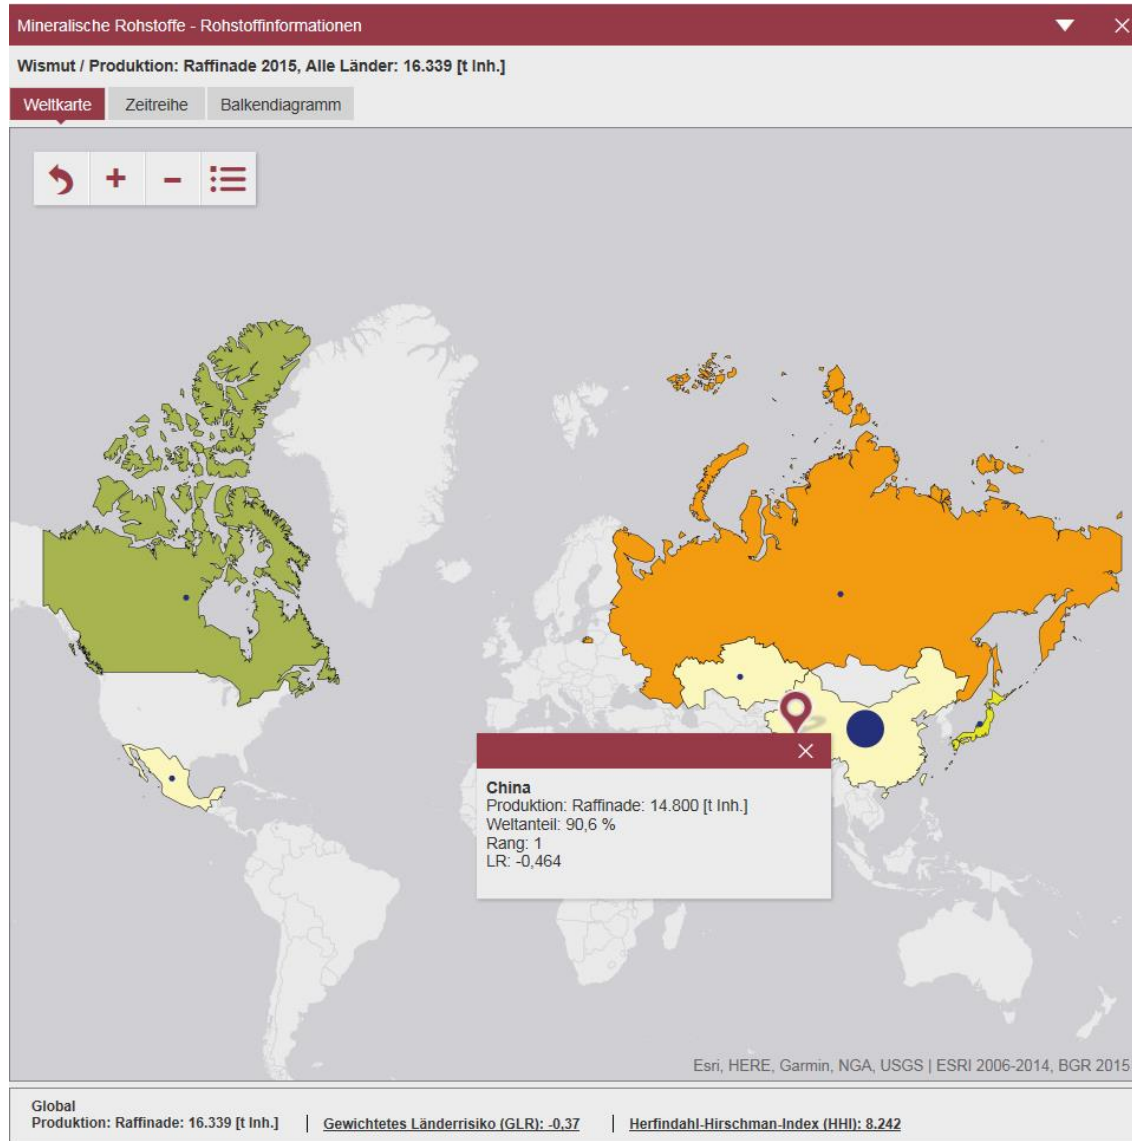 Mineralische Rohstoffe - Rohstoffinformationen
Wismut / Produktion: Raffinade 2015, Alle Länder: 16.339 [t Inh.]
Weltkarte Zeitreihe Balkendiagramm
China
Produktion: Raffinade: 14.800 [t Inh.]
Weltanteil: 90,6 %
Rang: 1
LR: -0,464
Esri, HERE, Garmin, NGA, USGS | ESRI 2006-2014, BGR 2015
Global
Produktion: Raffinade: 16.339 [t Inh.] | Gewichtetes Länderrisiko (GLR): -0,37 | Herfindahl-Hirschman-Index (HHI): 8.242